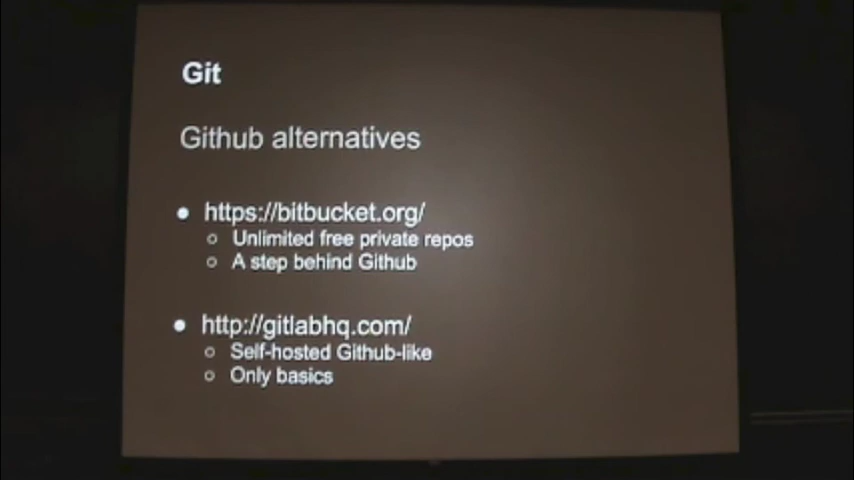 Git
Github alternatives
https://bitbucket.org/
Unlimited free private repos
A step behind Github
http://gitlabhq.com/
Self-hosted Github-like
Only basics